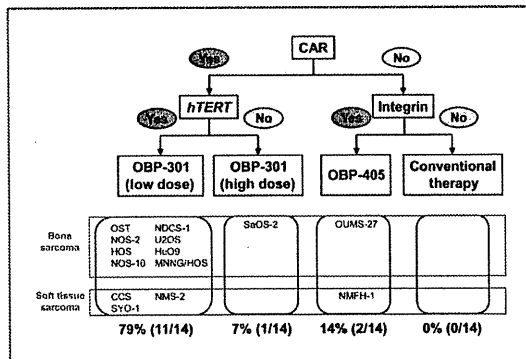 CAR
Yes
No
hTERT
Integrin
Yes
No
Yes
No
OBP-301
(low dose)
OBP-301
(high dose)
OBP-405
Conventional
therapy
Bone
sarcoma
OST NDCS-1
NOS-2 U2OS
HOS HuO9
NOS-10 MNNG/HOS
SaOS-2
OUMS-27
Soft tissue
sarcoma
CCS NMS-2
SYO-1
NMFH-1
79% (11/14)
7% (1/14)
14% (2/14)
0% (0/14)